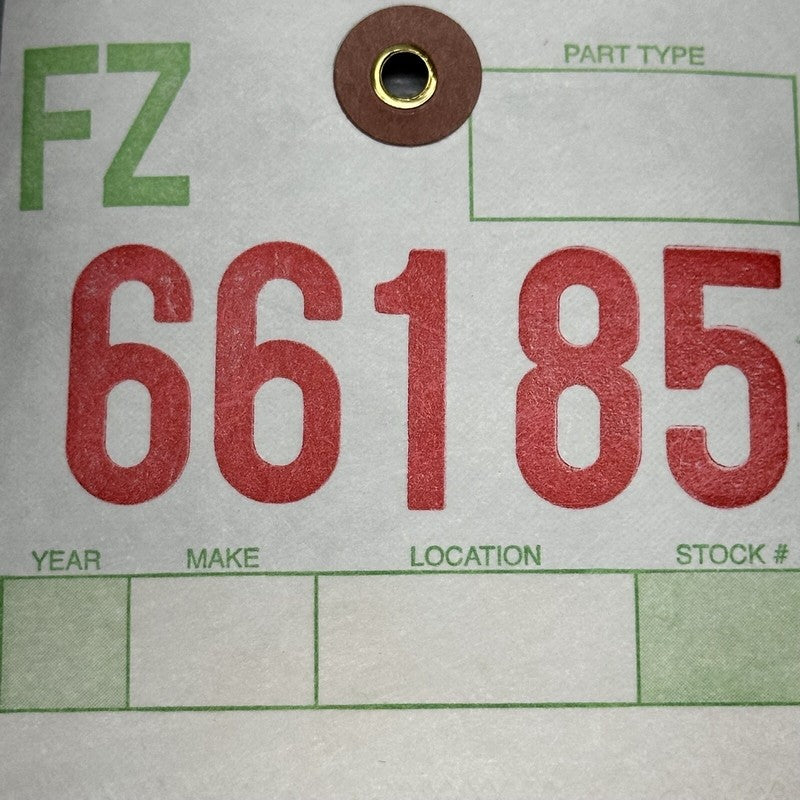 FZ
PART TYPE
66185
YEAR MAKE LOCATION STOCK #